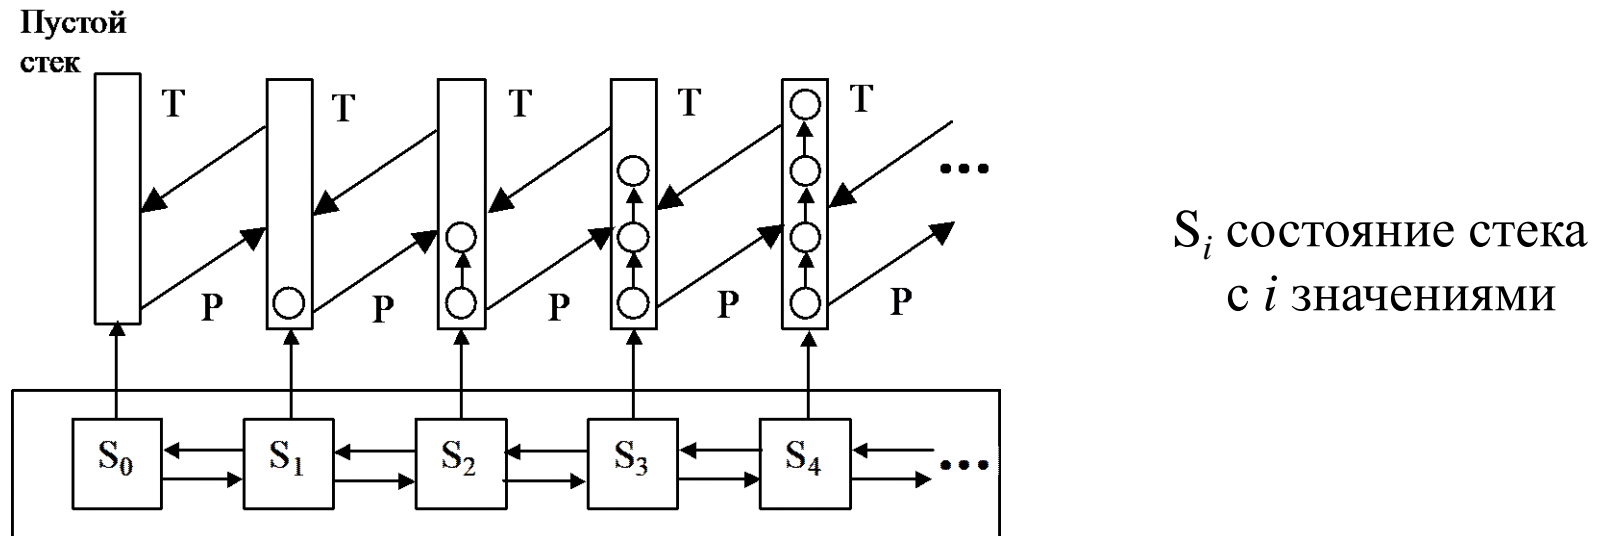 Пустой
стек
T T T T T
...
P P P P P
S₀ S₁ S₂ S₃ S₄ ...
Sᵢ состояние стека
с i значениями